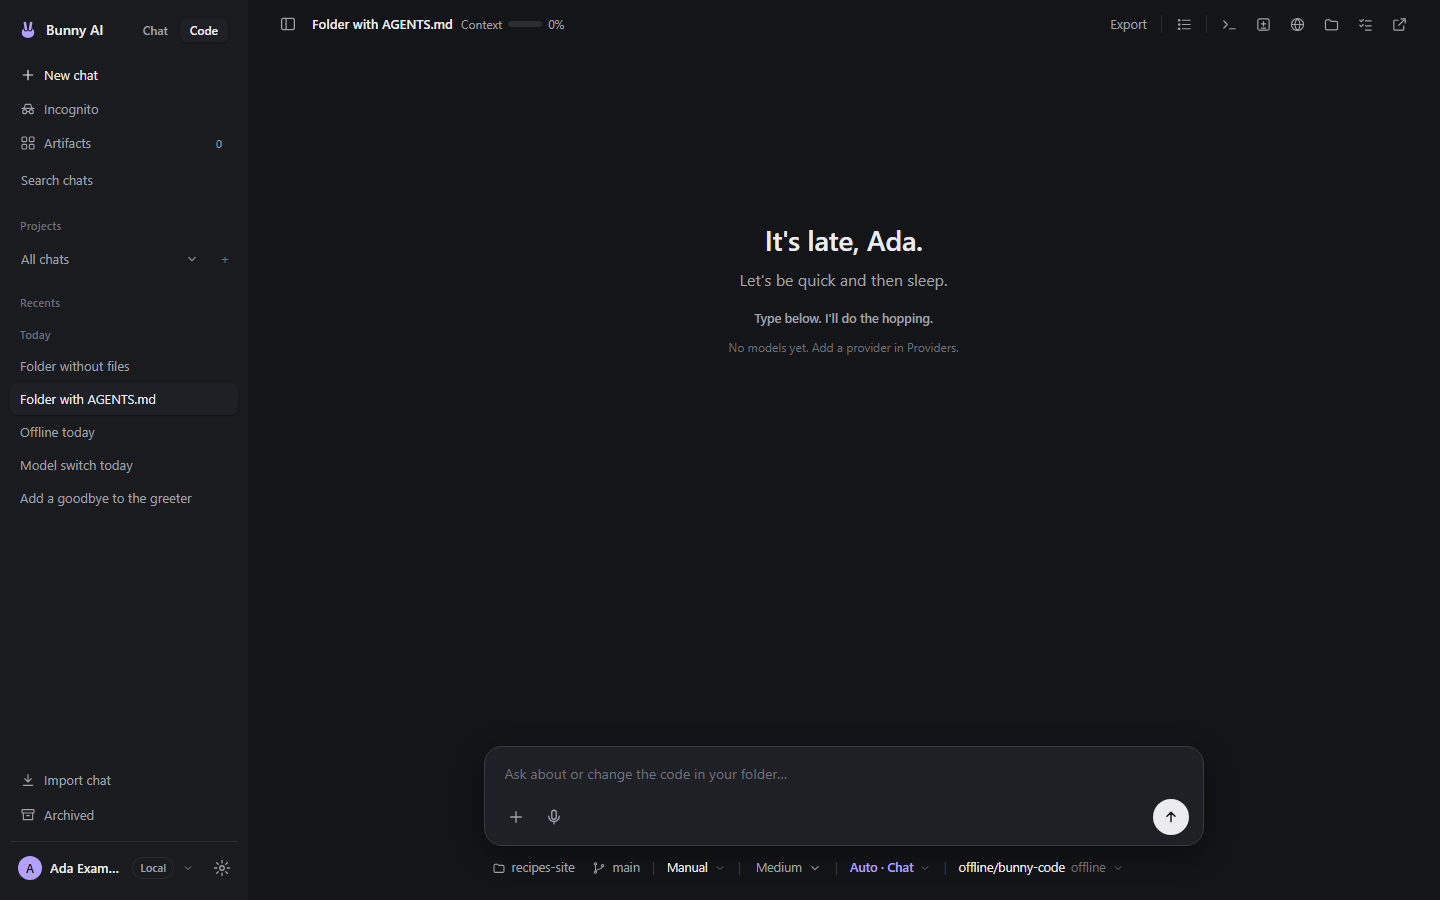 Bunny AI Chat Code
New chat
Incognito
Artifacts 0
Search chats
Projects
All chats +
Recents
Today
Folder without files
Folder with AGENTS.md
Offline today
Model switch today
Add a goodbye to the greeter
Import chat
Archived
A Ada Exam... Local
Folder with AGENTS.md Context 0% Export
It's late, Ada.
Let's be quick and then sleep.
Type below. I'll do the hopping.
No models yet. Add a provider in Providers.
Ask about or change the code in your folder...
recipes-site main Manual Medium Auto · Chat offline/bunny-code offline